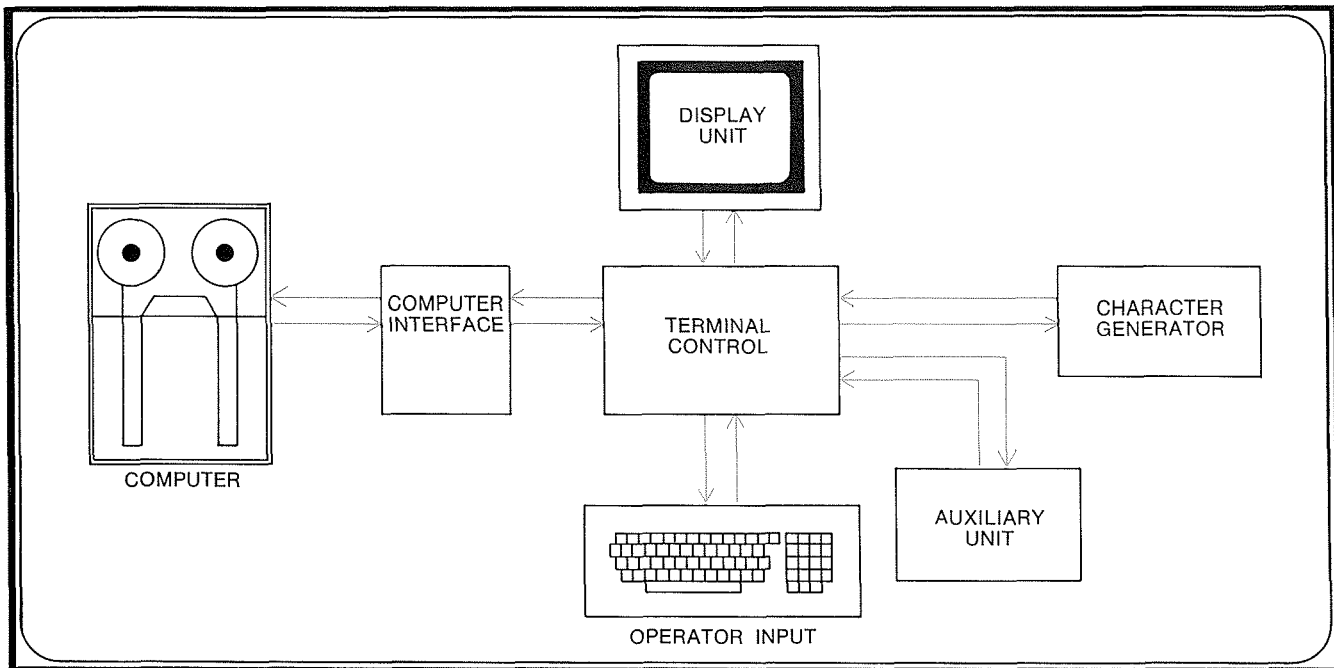 DISPLAY
UNIT
COMPUTER
INTERFACE
TERMINAL
CONTROL
CHARACTER
GENERATOR
COMPUTER
AUXILIARY
UNIT
OPERATOR INPUT